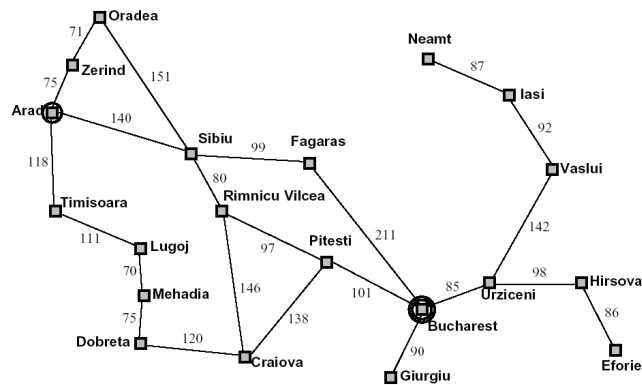 Oradea
71
Neamt
Zerind
87
75
151
Iasi
Arad
140
92
Sibiu
Fagaras
99
118
80
Vaslui
Timisoara
Rimnicu Vilcea
111
Lugoj
97
Pitesti
211
142
70
98
Hirsova
146
101
85
Urziceni
Mehadia
86
75
138
Bucharest
120
Dobreta
90
Craiova
Eforie
Giurgiu